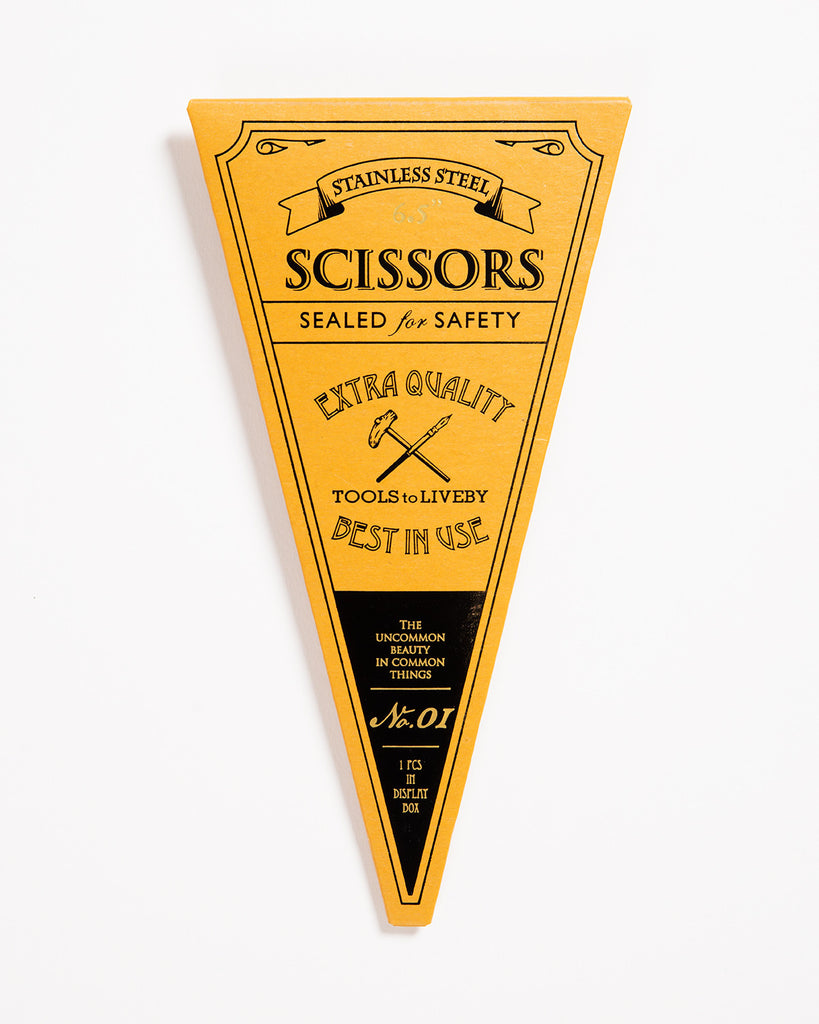 STAINLESS STEEL
6.5"
SCISSORS
SEALED for SAFETY
EXTRA QUALITY
TOOLS to LIVEBY
BEST IN USE
THE
UNCOMMON
BEAUTY
IN COMMON
THINGS
No.01
1 PCS
IN
DISPLAY
BOX